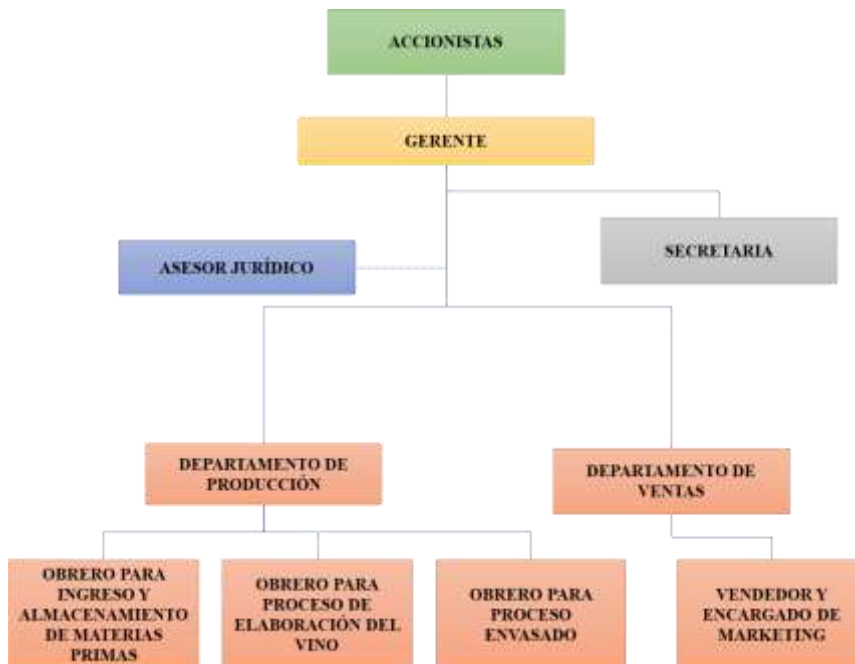 ACCIONISTAS
GERENTE
SECRETARIA
ASESOR JURÍDICO
DEPARTAMENTO DE
PRODUCCIÓN
DEPARTAMENTO DE
VENTAS
OBRERO PARA
INGRESO Y
ALMACENAMIENTO
DE MATERIAS
PRIMAS
OBRERO PARA
PROCESO DE
ELABORACIÓN DEL
VINO
OBRERO PARA
PROCESO
ENVASADO
VENDEDOR Y
ENCARGADO DE
MARKETING